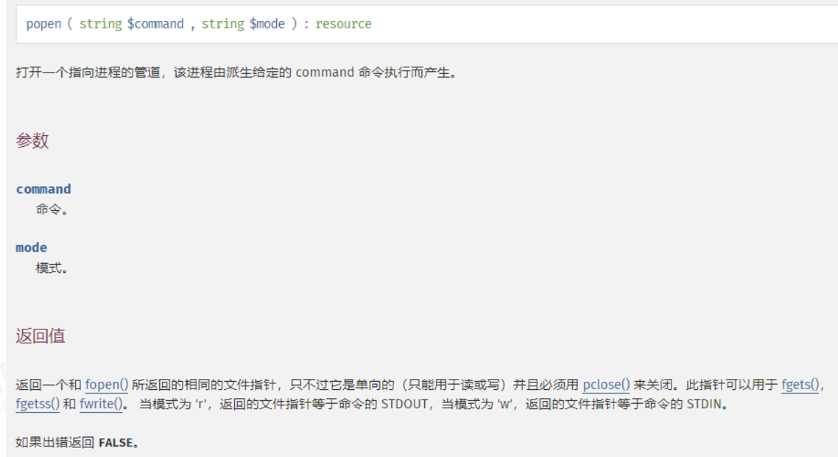 popen ( string $command , string $mode ) : resource
打开一个指向进程的管道，该进程由派生给定的 command 命令执行而产生。
参数
command
命令。
mode
模式。
返回值
返回一个和 fopen() 所返回的相同的文件指针，只不过它是单向的（只能用于读或写）并且必须用 pclose() 来关闭。此指针可以用于 fgets()，
fgetss() 和 fwrite()。 当模式为 'r'，返回的文件指针等于命令的 STDOUT，当模式为 'w'，返回的文件指针等于命令的 STDIN。
如果出错返回 FALSE。